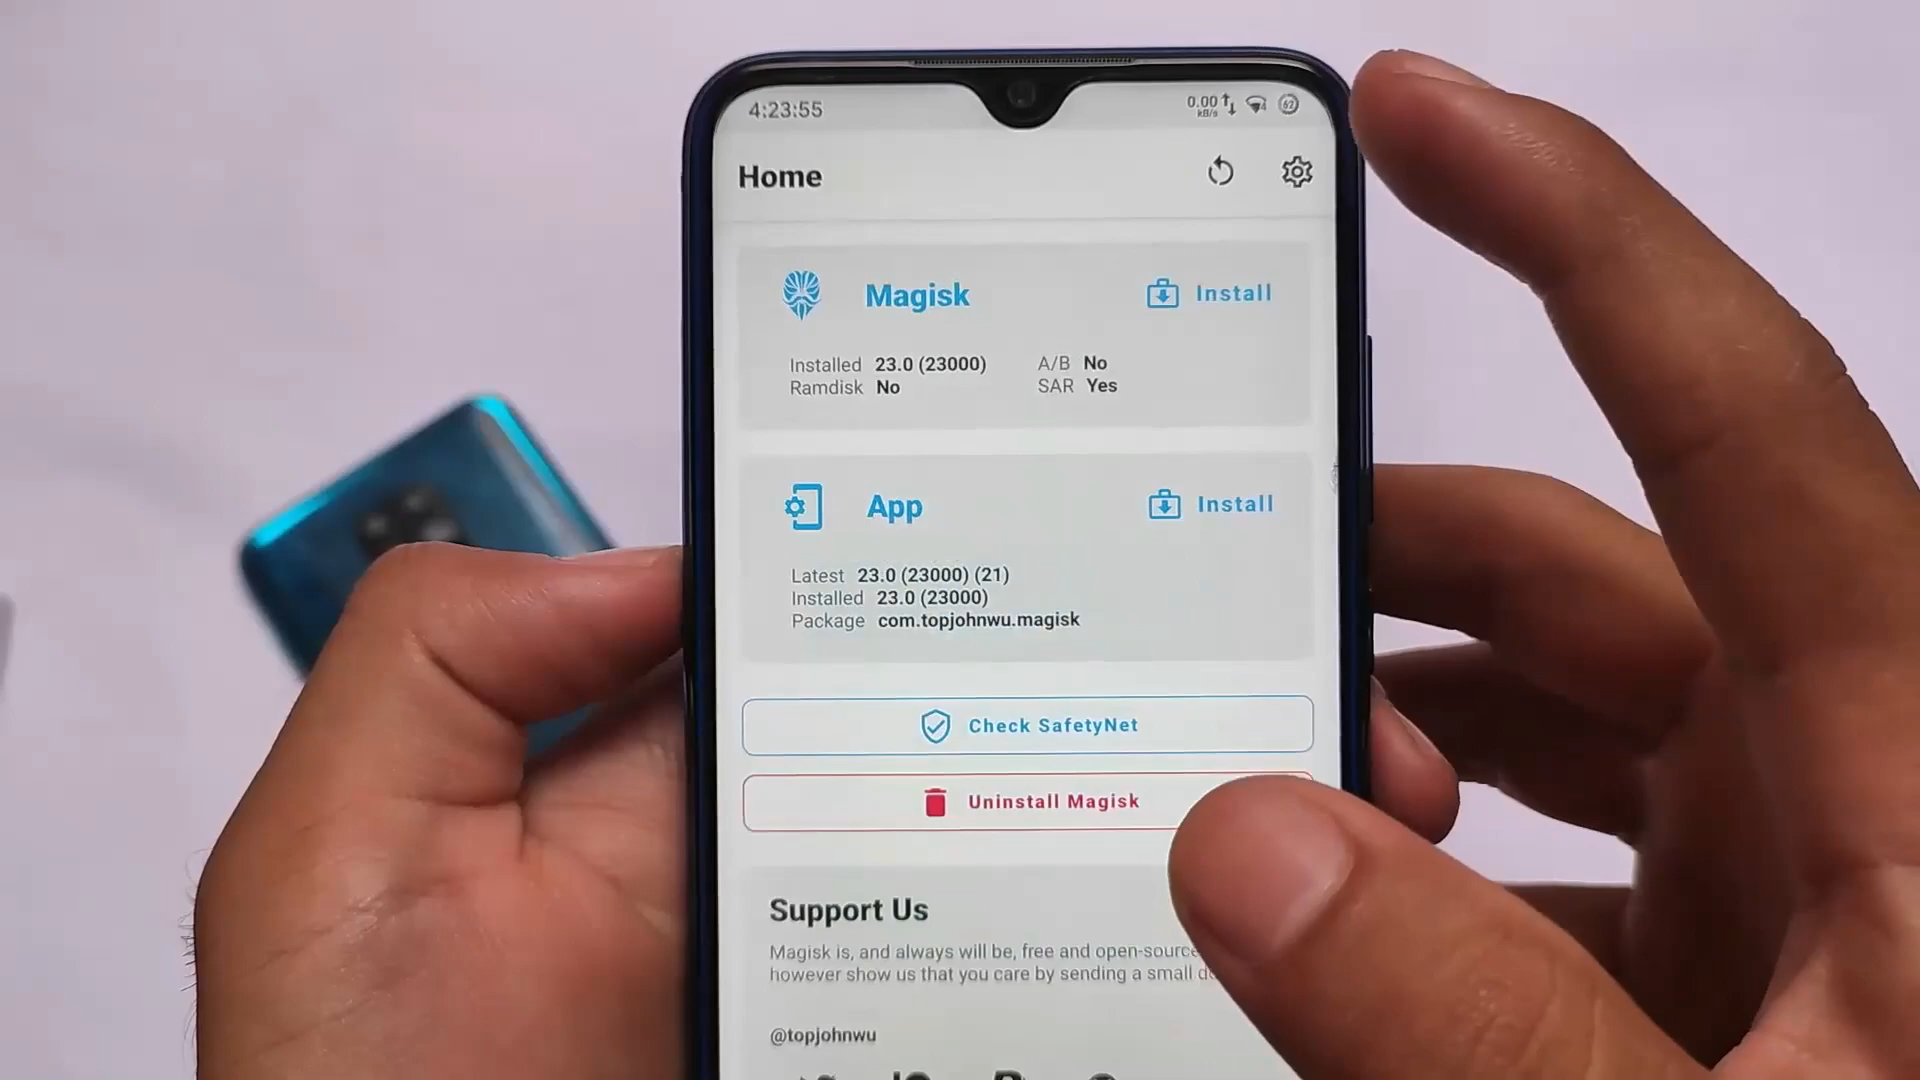 4:23:55
0.00
kB/s
62
Home
Magisk
Install
Installed 23.0 (23000)
A/B No
Ramdisk No
SAR Yes
App
Install
Latest 23.0 (23000) (21)
Installed 23.0 (23000)
Package com.topjohnwu.magisk
Check SafetyNet
Uninstall Magisk
Support Us
Magisk is, and always will be, free and open-source
however show us that you care by sending a small
@topjohnwu